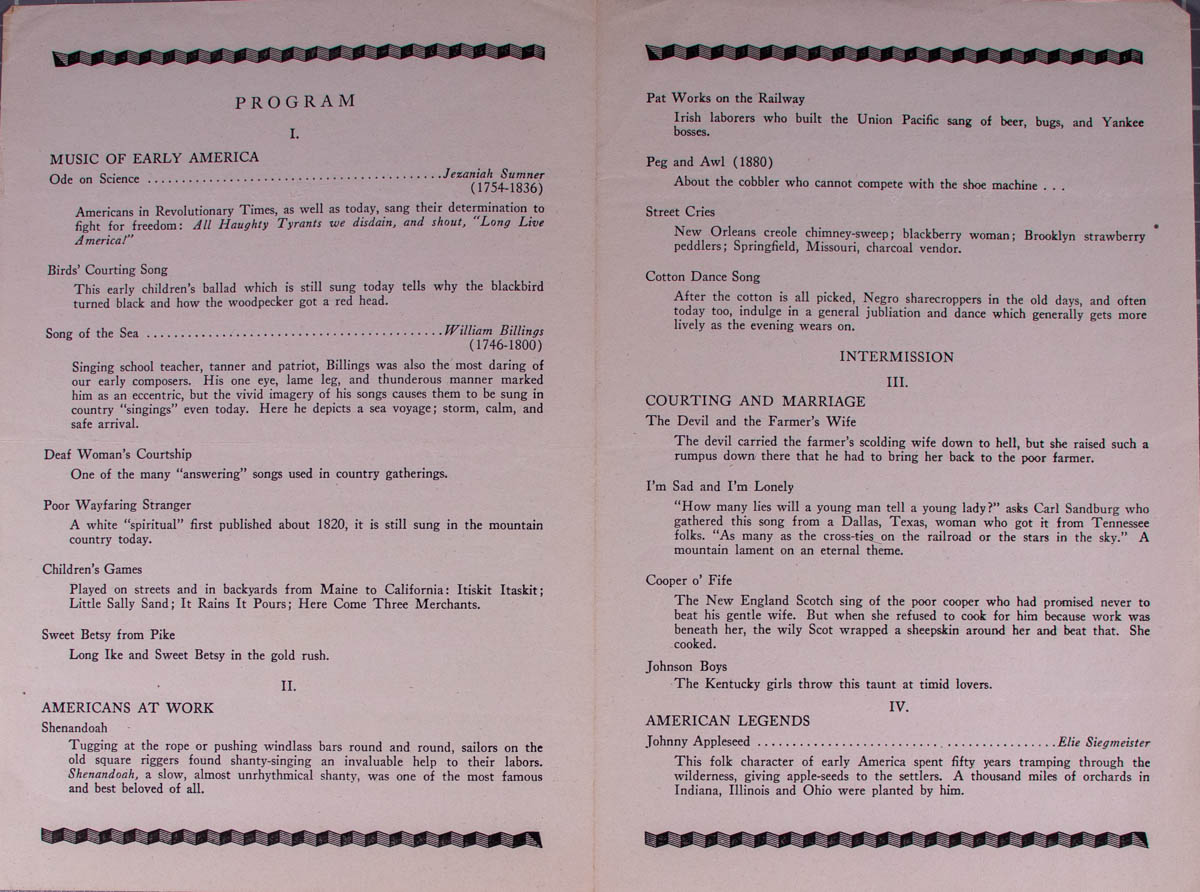 PROGRAM
I.
MUSIC OF EARLY AMERICA
Ode on Science ........................................... Jezaniah Sumner
(1754-1836)
Americans in Revolutionary Times, as well as today, sang their determination to
fight for freedom: All Haughty Tyrants we disdain, and shout, "Long Live
America!"
Birds' Courting Song
This early children's ballad which is still sung today tells why the blackbird
turned black and how the woodpecker got a red head.
Song of the Sea ........................................... William Billings
(1746-1800)
Singing school teacher, tanner and patriot, Billings was also the most daring of
our early composers. His one eye, lame leg, and thunderous manner marked
him as an eccentric, but the vivid imagery of his songs causes them to be sung in
country "singings" even today. Here he depicts a sea voyage; storm, calm, and
safe arrival.
Deaf Woman's Courtship
One of the many "answering" songs used in country gatherings.
Poor Wayfaring Stranger
A white "spiritual" first published about 1820, it is still sung in the mountain
country today.
Children's Games
Played on streets and in backyards from Maine to California: Itiskit Itaskit;
Little Sally Sand; It Rains It Pours; Here Come Three Merchants.
Sweet Betsy from Pike
Long Ike and Sweet Betsy in the gold rush.
II.
AMERICANS AT WORK
Shenandoah
Tugging at the rope or pushing windlass bars round and round, sailors on the
old square riggers found shanty-singing an invaluable help to their labors.
Shenandoah, a slow, almost unrhythmical shanty, was one of the most famous
and best beloved of all.
Pat Works on the Railway
Irish laborers who built the Union Pacific sang of beer, bugs, and Yankee
bosses.
Peg and Awl (1880)
About the cobbler who cannot compete with the shoe machine . . .
Street Cries
New Orleans creole chimney-sweep; blackberry woman; Brooklyn strawberry
peddlers; Springfield, Missouri, charcoal vendor.
Cotton Dance Song
After the cotton is all picked, Negro sharecroppers in the old days, and often
today too, indulge in a general jubliation and dance which generally gets more
lively as the evening wears on.
INTERMISSION
III.
COURTING AND MARRIAGE
The Devil and the Farmer's Wife
The devil carried the farmer's scolding wife down to hell, but she raised such a
rumpus down there that he had to bring her back to the poor farmer.
I'm Sad and I'm Lonely
"How many lies will a young man tell a young lady?" asks Carl Sandburg who
gathered this song from a Dallas, Texas, woman who got it from Tennessee
folks. "As many as the cross-ties on the railroad or the stars in the sky." A
mountain lament on an eternal theme.
Cooper o' Fife
The New England Scotch sing of the poor cooper who had promised never to
beat his gentle wife. But when she refused to cook for him because work was
beneath her, the wily Scot wrapped a sheepskin around her and beat that. She
cooked.
Johnson Boys
The Kentucky girls throw this taunt at timid lovers.
IV.
AMERICAN LEGENDS
Johnny Appleseed ........................................... Elie Siegmeister
This folk character of early America spent fifty years tramping through the
wilderness, giving apple-seeds to the settlers. A thousand miles of orchards in
Indiana, Illinois and Ohio were planted by him.